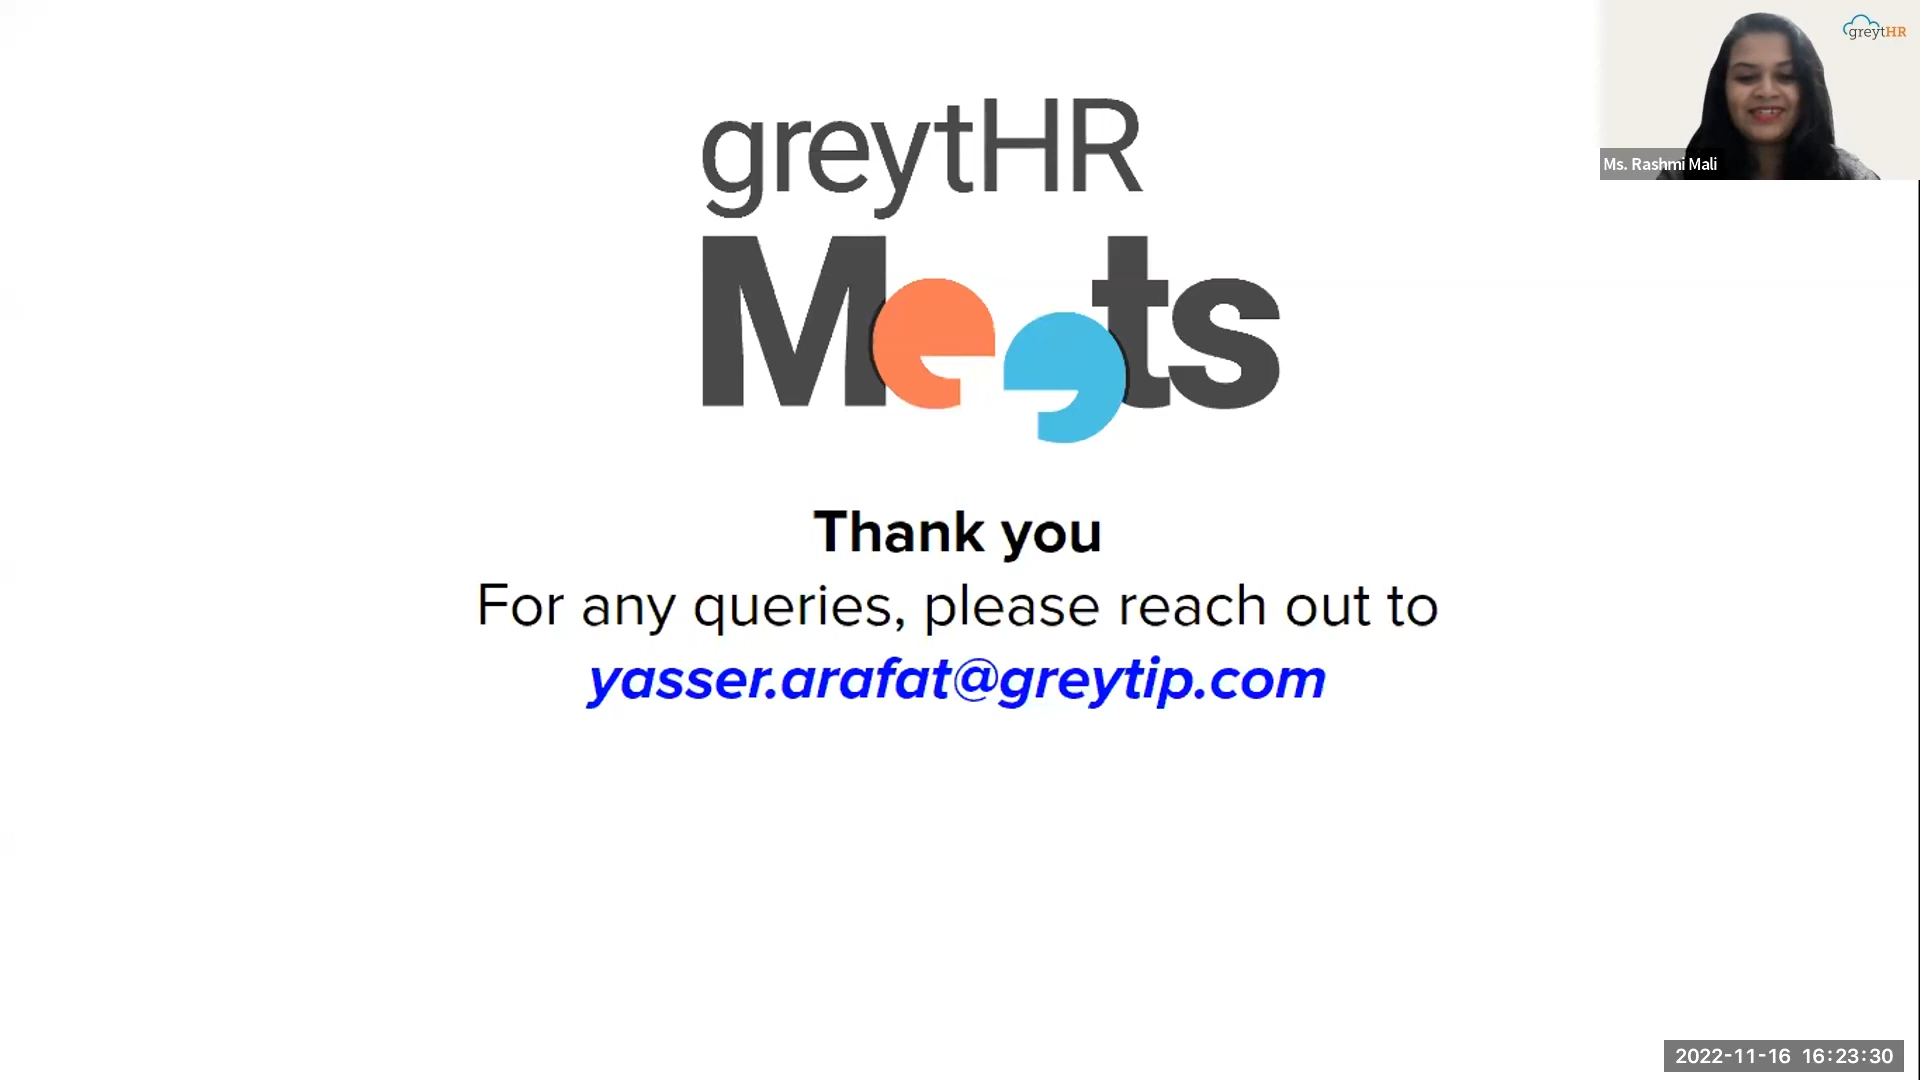 greytHR
Ms. Rashmi Mali
greytHR
Meets
Thank you
For any queries, please reach out to
yasser.arafat@greytip.com
2022-11-16 16:23:30